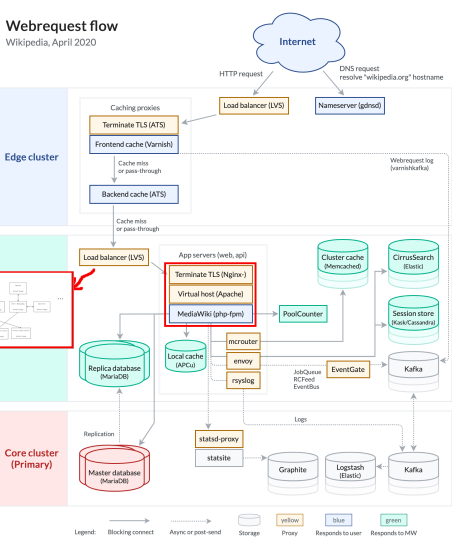 Webrequest flow
Wikipedia, April 2020
Internet
HTTP request
DNS request
resolve "wikipedia.org" hostname
Load balancer (LVS)
Nameserver (gdnsd)
Caching proxies
Terminate TLS (ATS)
Frontend cache (Varnish)
Edge cluster
Cache miss
or pass-through
Webrequest log
(varnishkafka)
Backend cache (ATS)
Cache miss
or pass-through
Load balancer (LVS)
App servers (web, api)
Terminate TLS (Nginx-)
Virtual host (Apache)
MediaWiki (php-fpm)
Cluster cache
(Memcached)
CirrusSearch
(Elastic)
...
PoolCounter
Session store
(Kask/Cassandra)
Replica database
(MariaDB)
Local cache
(APCu)
mcrouter
envoy
rsyslog
JobQueue
RCFeed
EventBus
EventGate
Kafka
Replication
Logs
Core cluster
(Primary)
Master database
(MariaDB)
statsd-proxy
statsite
Graphite
Logstash
(Elastic)
Kafka
Legend:
Blocking connect
Async or post-send
Storage
yellow
Proxy
blue
Responds to user
green
Responds to MW